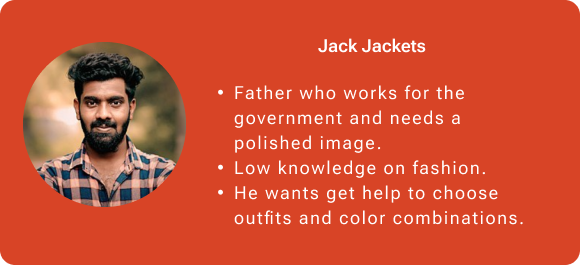 Jack Jackets
• Father who works for the
government and needs a
polished image.
• Low knowledge on fashion.
• He wants get help to choose
outfits and color combinations.